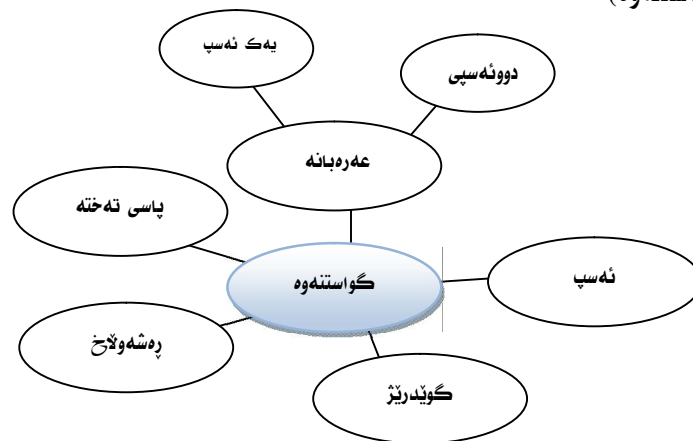 یەک ئەسپ
دووئەسپی
عەرەبانە
پاسی تەختە
گواستنەوە
ئەسپ
ڕەشەوڵاخ
گوێدرێژ